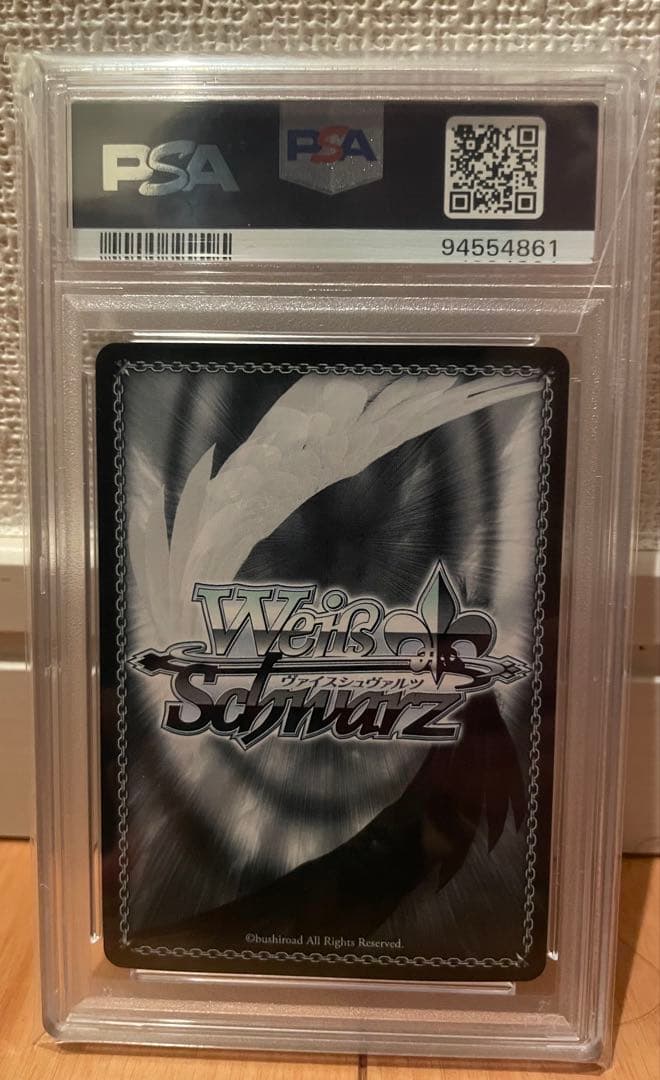 PSA
PSA
94554861
Weiß
ヴァイスシュヴァルツ
Schwarz
©bushiroad All Rights Reserved.